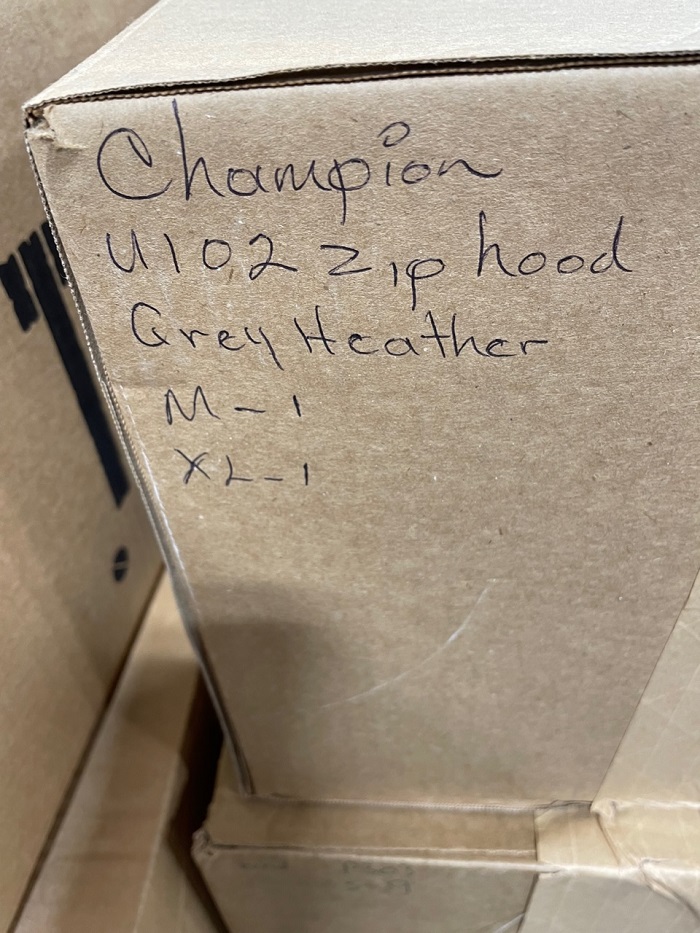 Champion
U102 Zip hood
Grey Heather
M-1
XL-1